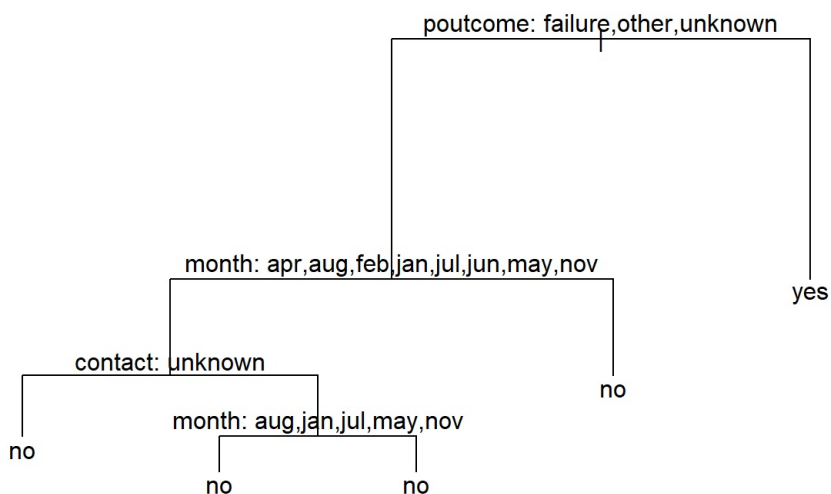 poutcome: failure,other,unknown
month: apr,aug,feb,jan,jul,jun,may,nov
yes
contact: unknown
no
month: aug,jan,jul,may,nov
no
no
no